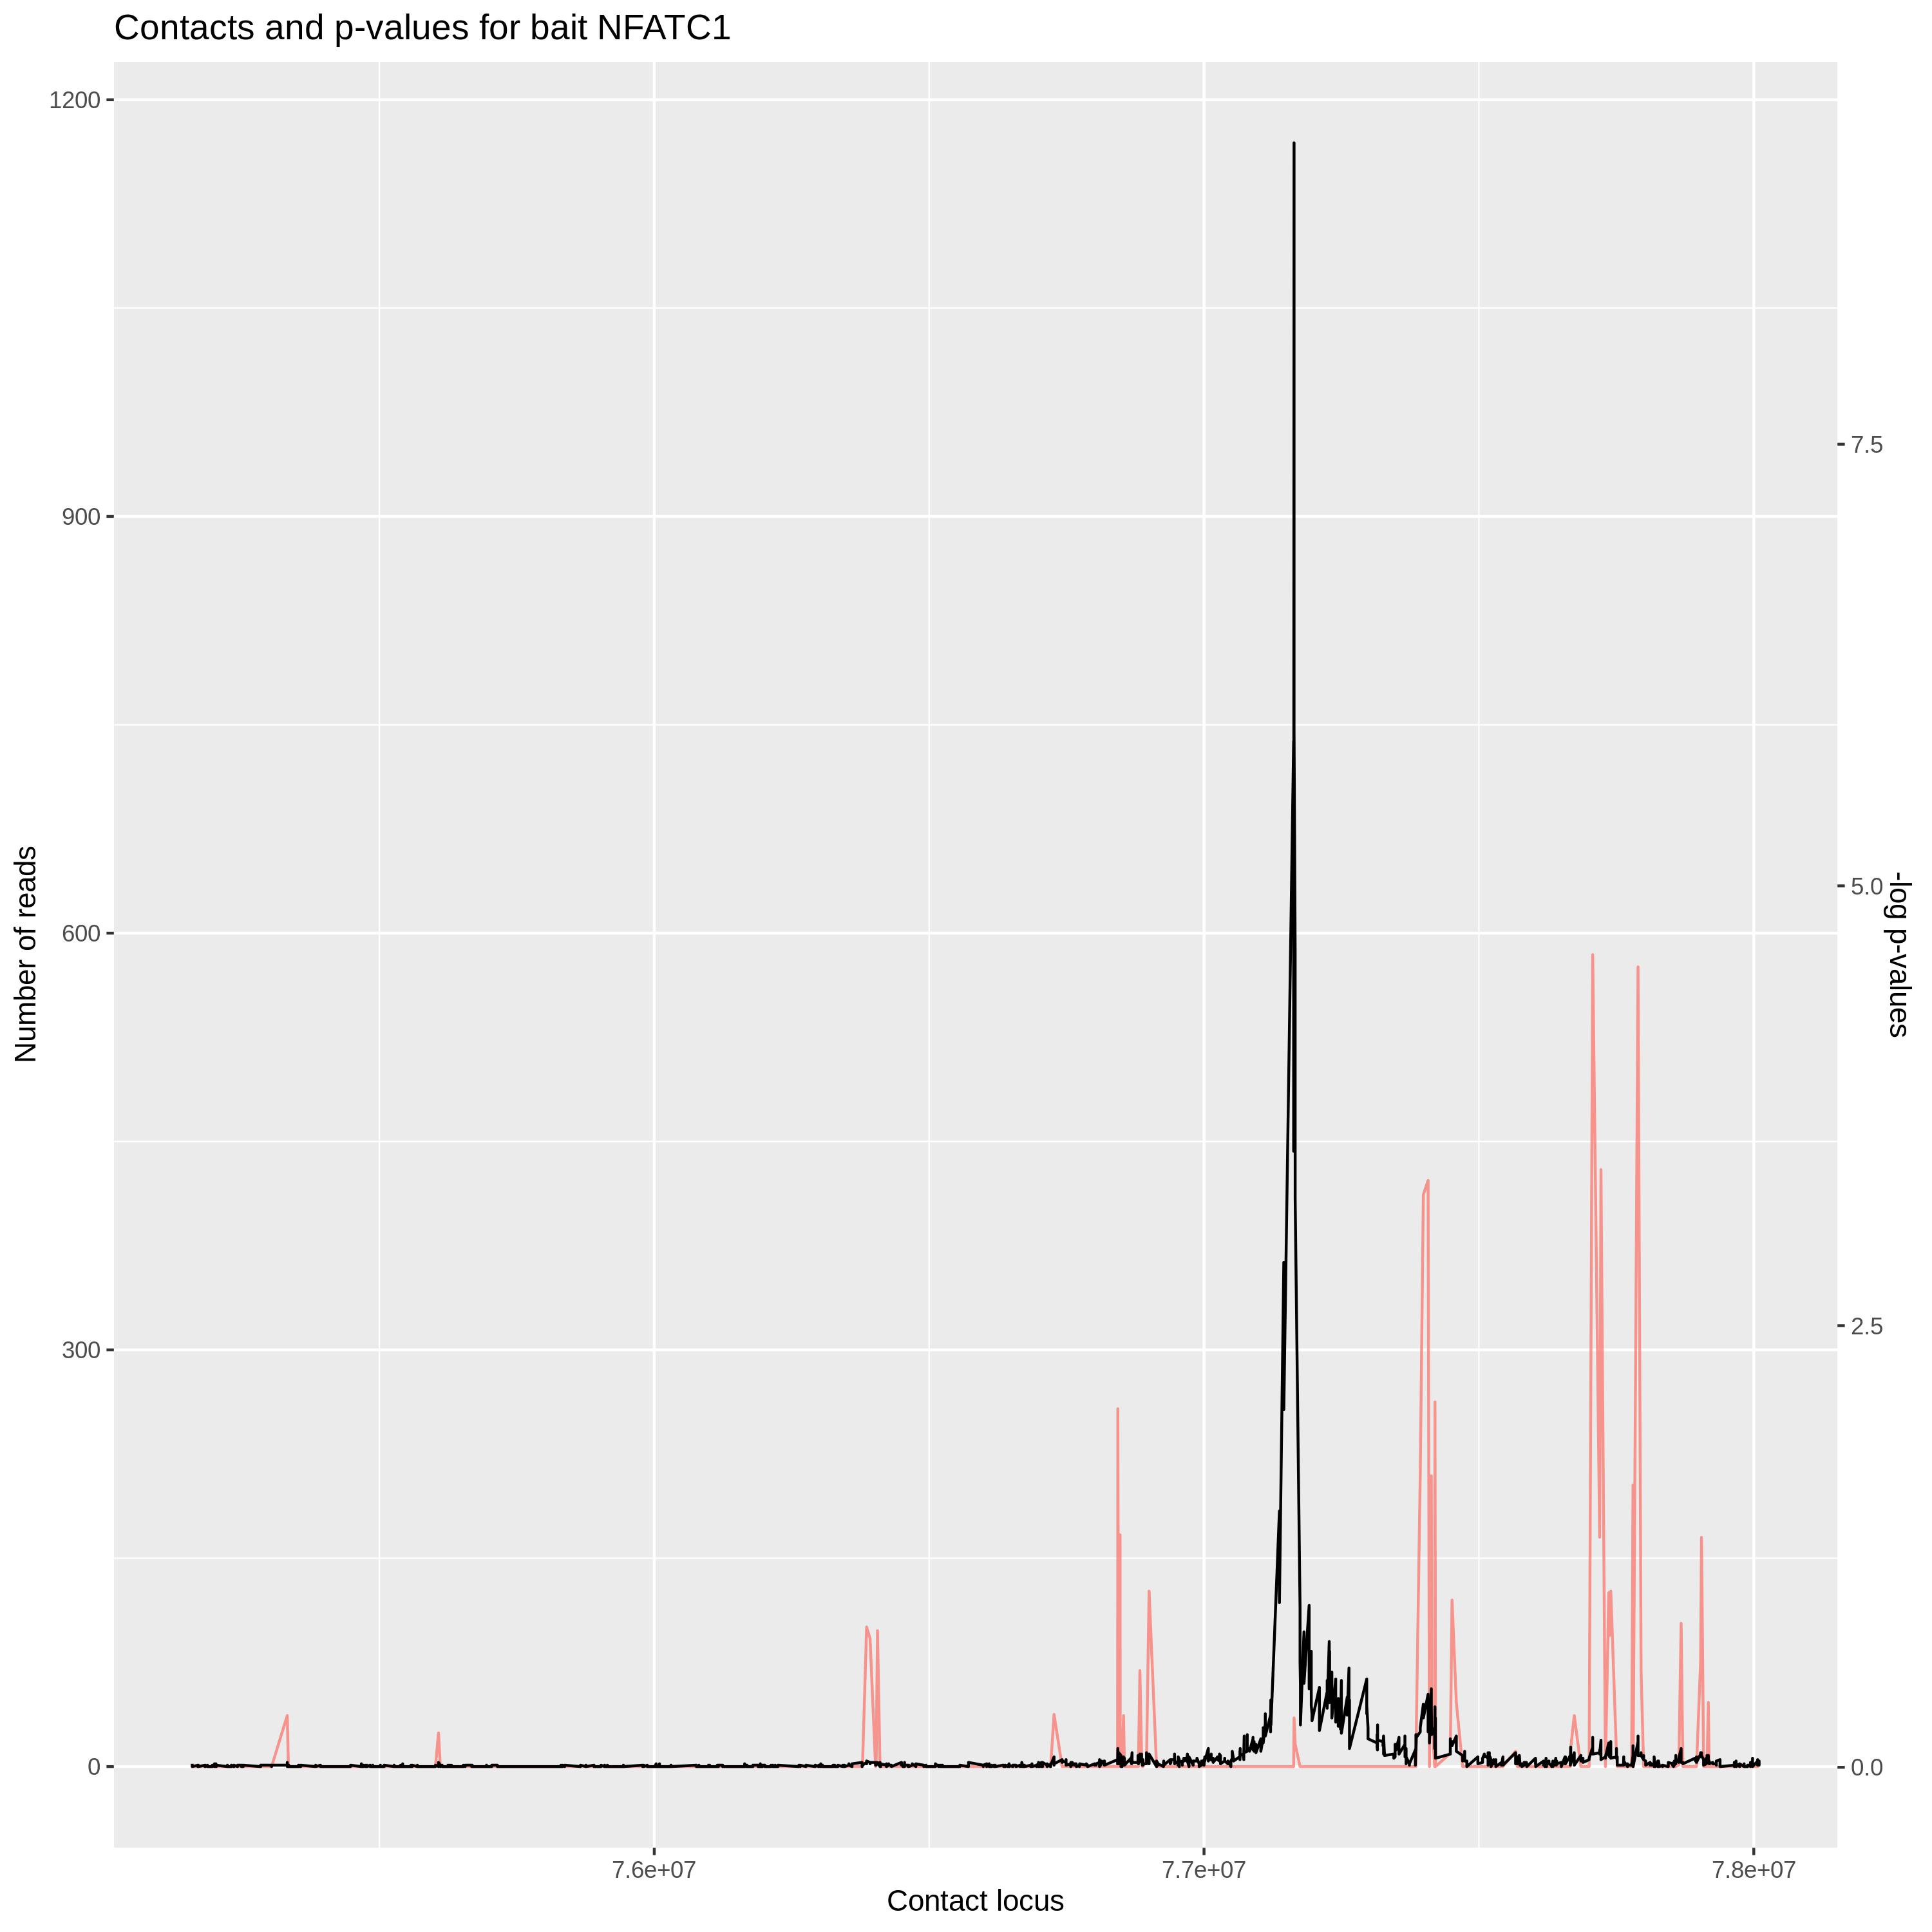 Contacts and p-values for bait NFATC1
1200
900
600
300
0
Number of reads
7.5
5.0
2.5
0.0
-log p-values
7.6e+07
7.7e+07
7.8e+07
Contact locus